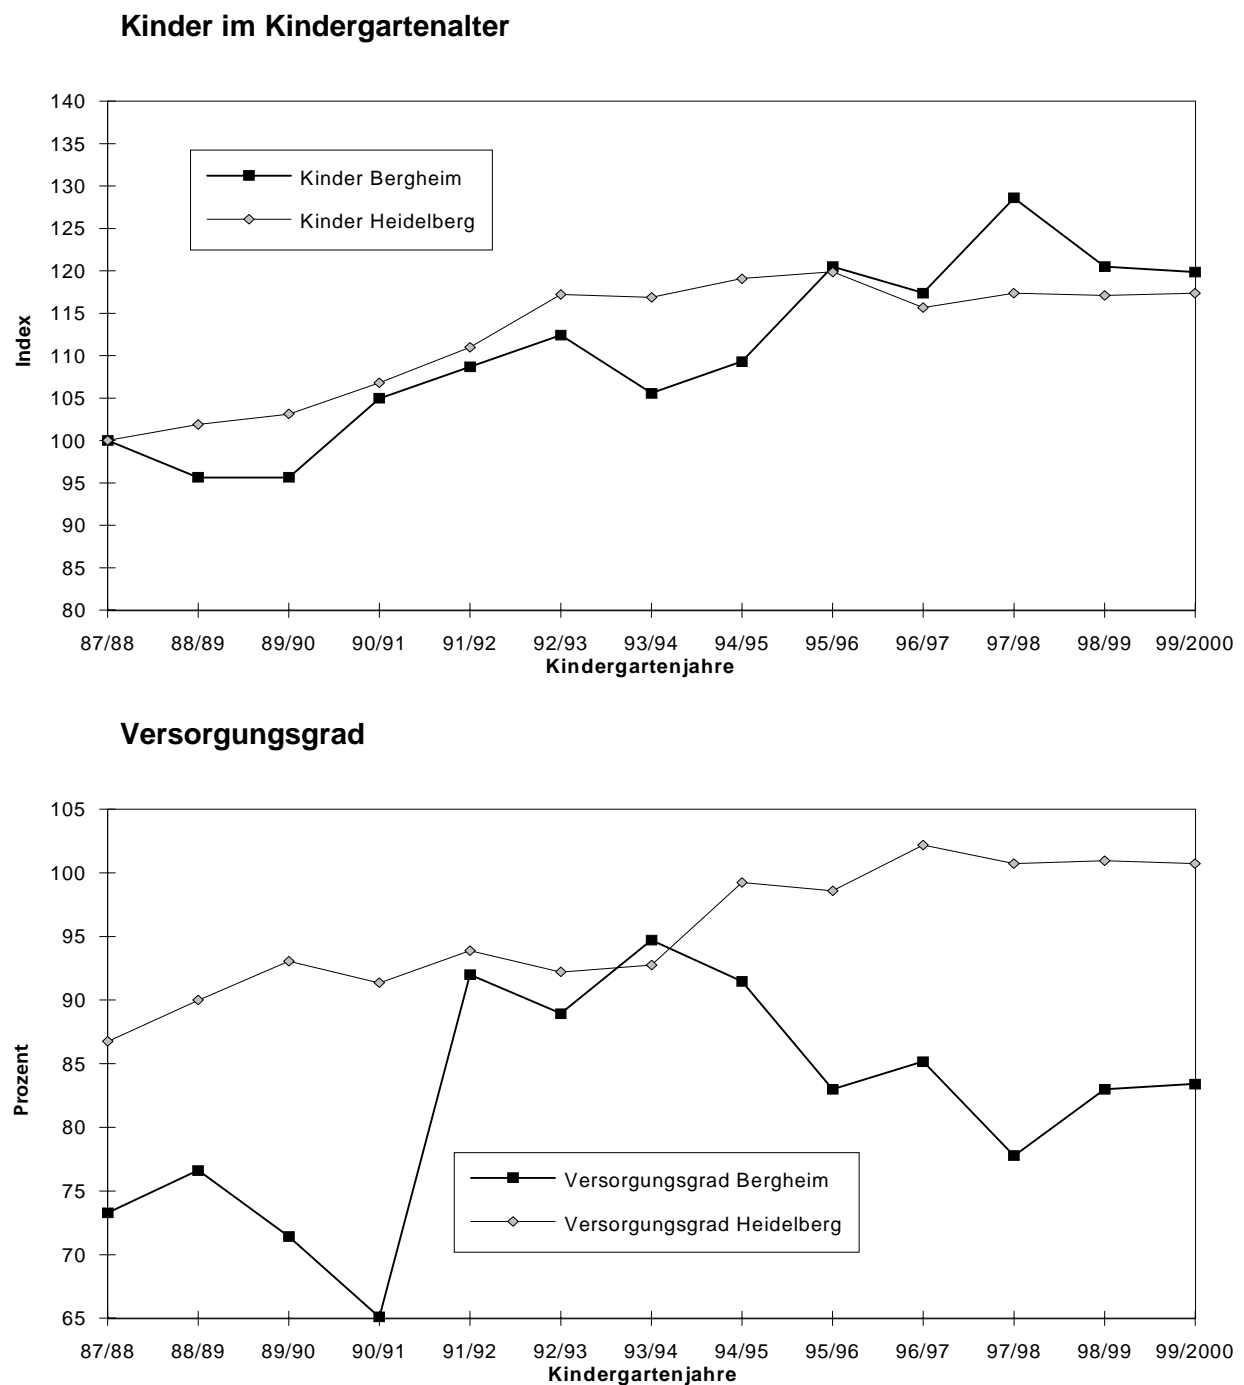 Kinder im Kindergartenalter
140
135
130
125
120
115
110
105
100
95
90
85
80
Index
Kinder Bergheim
Kinder Heidelberg
87/88 88/89 89/90 90/91 91/92 92/93 93/94 94/95 95/96 96/97 97/98 98/99 99/2000
Kindergartenjahre
Versorgungsgrad
105
100
95
90
85
80
75
70
65
Prozent
Versorgungsgrad Bergheim
Versorgungsgrad Heidelberg
87/88 88/89 89/90 90/91 91/92 92/93 93/94 94/95 95/96 96/97 97/98 98/99 99/2000
Kindergartenjahre